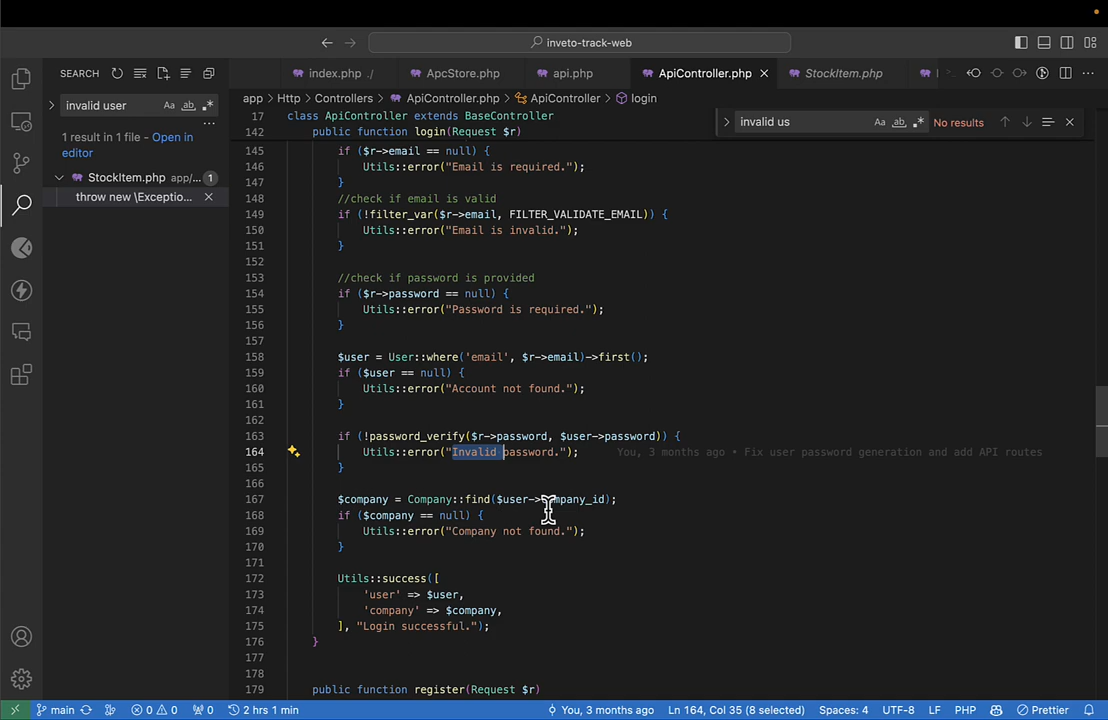 inveto-track-web
SEARCH
index.php ./
ApcStore.php
api.php
ApiController.php
StockItem.php
invalid user
Aa ab .*
app > Http > Controllers > ApiController.php > ApiController > login
invalid us
Aa ab .*
No results
1 result in 1 file - Open in
editor
StockItem.php app/... 1
throw new \Exceptio...
17 class ApiController extends BaseController
142 public function login(Request $r)
145 if ($r->email == null) {
146 Utils::error("Email is required.");
147 }
148 //check if email is valid
149 if (!filter_var($r->email, FILTER_VALIDATE_EMAIL)) {
150 Utils::error("Email is invalid.");
151 }
152
153 //check if password is provided
154 if ($r->password == null) {
155 Utils::error("Password is required.");
156 }
157
158 $user = User::where('email', $r->email)->first();
159 if ($user == null) {
160 Utils::error("Account not found.");
161 }
162
163 if (!password_verify($r->password, $user->password)) {
164 Utils::error("Invalid password."); You, 3 months ago • Fix user password generation and add API routes
165 }
166
167 $company = Company::find($user->company_id);
168 if ($company == null) {
169 Utils::error("Company not found.");
170 }
171
172 Utils::success([
173 'user' => $user,
174 'company' => $company,
175 ], "Login successful.");
176 }
177
178
179 public function register(Request $r)
main
0 0
0
2 hrs 1 min
You, 3 months ago
Ln 164, Col 35 (8 selected)
Spaces: 4
UTF-8
LF
PHP
Prettier